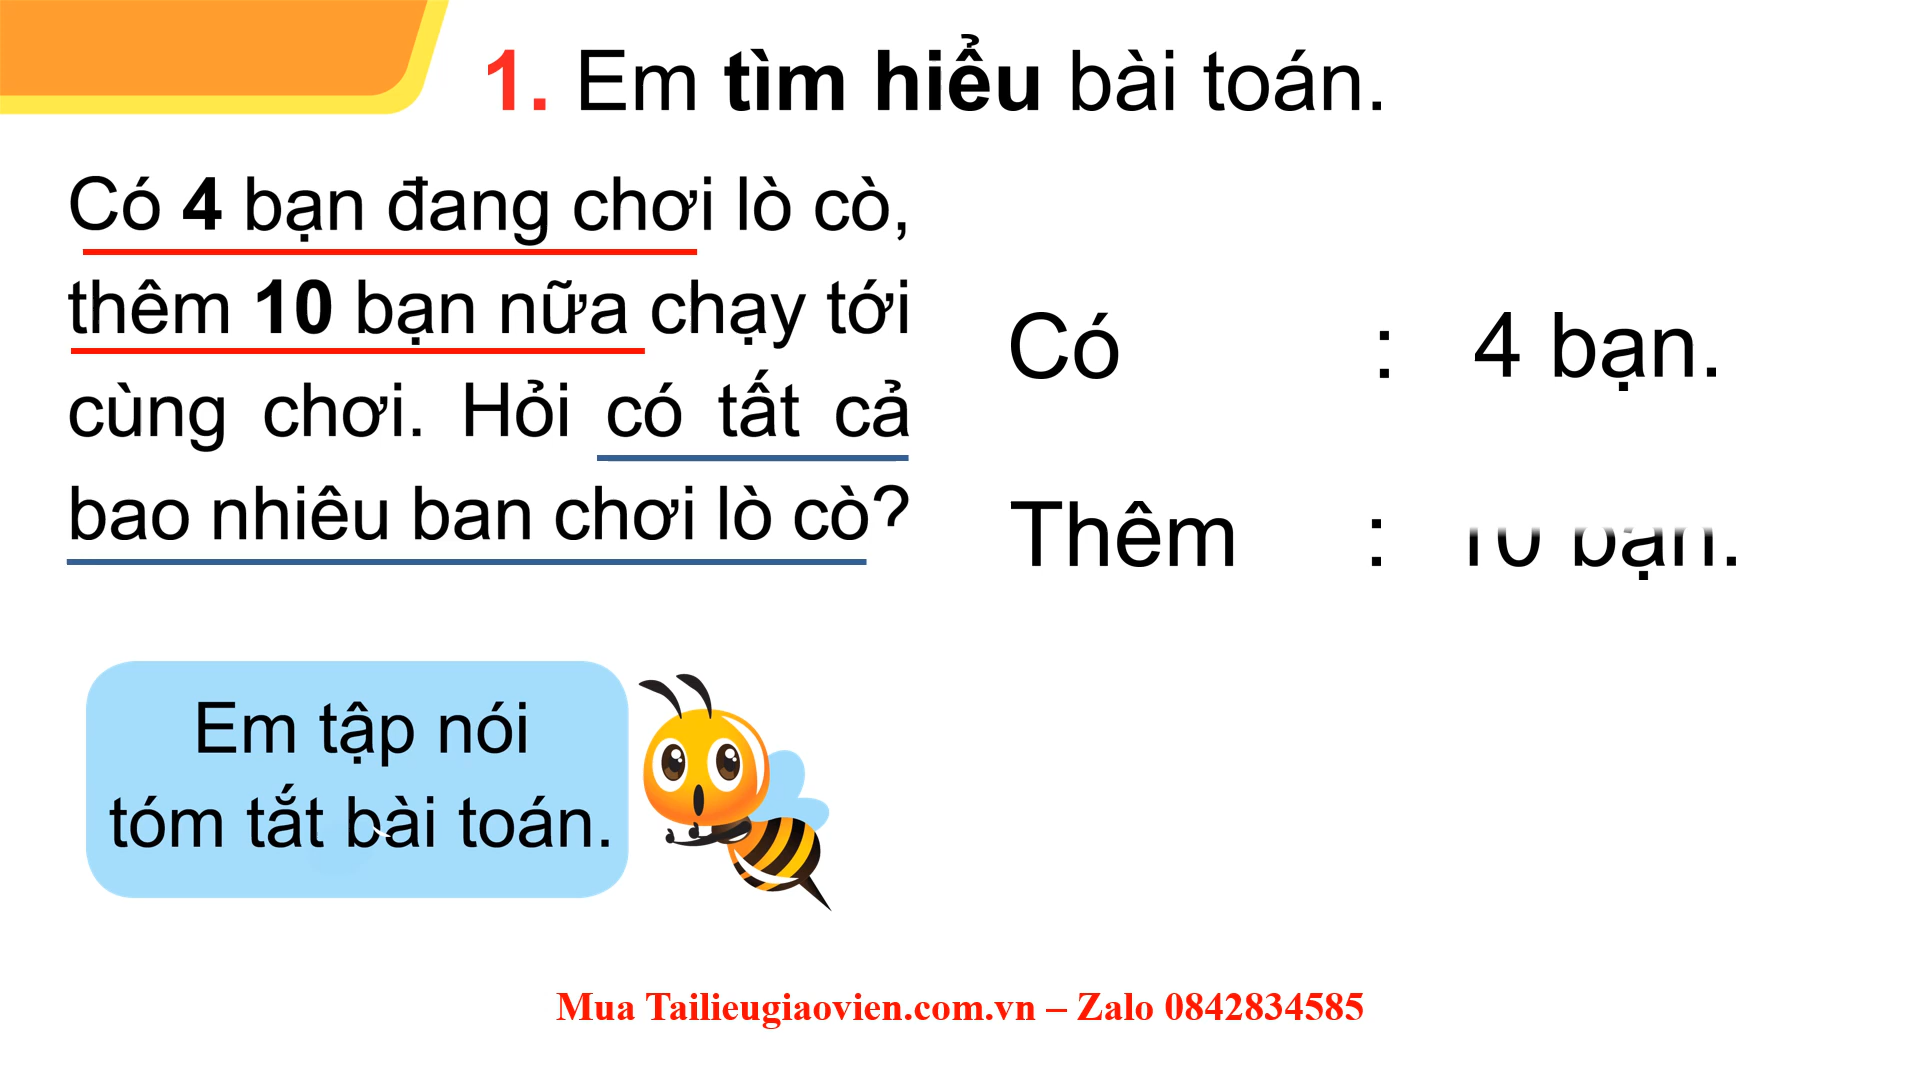 1. Em tìm hiểu bài toán.
Có 4 bạn đang chơi lò cò,
thêm 10 bạn nữa chạy tới
cùng chơi. Hỏi có tất cả
bao nhiêu ban chơi lò cò?
Có : 4 bạn.
Thêm : 10 bạn.
Em tập nói
tóm tắt bài toán.
Mua Tailieugiaovien.com.vn – Zalo 0842834585